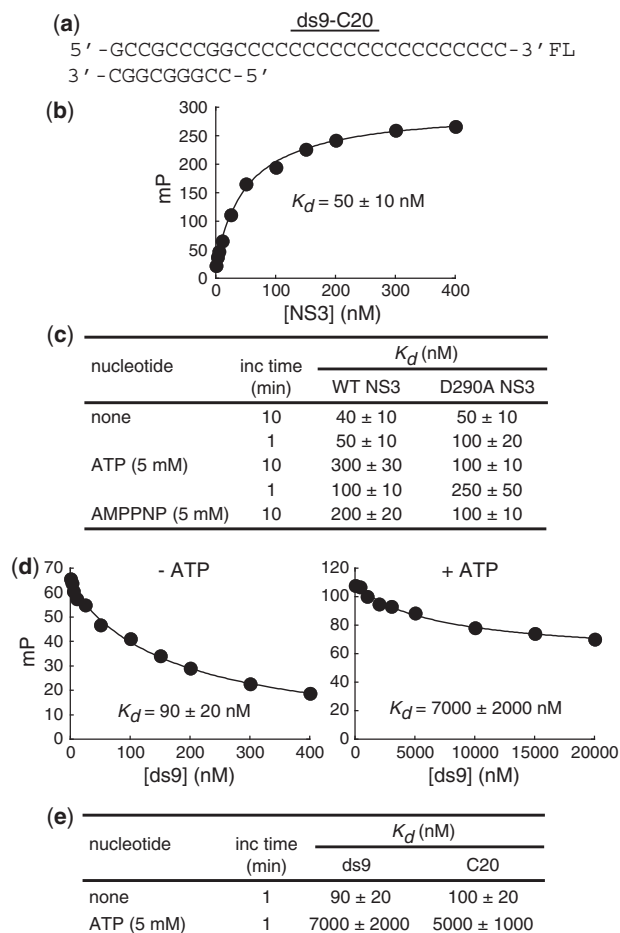 (a) ds9-C20
5′-GCCGCCCGGCCCCCCCCCCCCCCCCCCCC-3′FL
3′-CGGCGGGCC-5′
(b)
300
250
200
150
100
50
0
mP
Kd = 50 ± 10 nM
0 100 200 300 400
[NS3] (nM)
(c)
nucleotide inc time (min) Kd (nM)
WT NS3 D290A NS3
none 10 40 ± 10 50 ± 10
1 50 ± 10 100 ± 20
ATP (5 mM) 10 300 ± 30 100 ± 10
1 100 ± 10 250 ± 50
AMPPNP (5 mM) 10 200 ± 20 100 ± 10
(d)
- ATP
70
60
50
40
30
20
10
0
mP
Kd = 90 ± 20 nM
0 100 200 300 400
[ds9] (nM)
+ ATP
120
100
80
60
40
20
0
Kd = 7000 ± 2000 nM
0 5000 10000 15000 20000
[ds9] (nM)
(e)
nucleotide inc time (min) Kd (nM)
ds9 C20
none 1 90 ± 20 100 ± 20
ATP (5 mM) 1 7000 ± 2000 5000 ± 1000